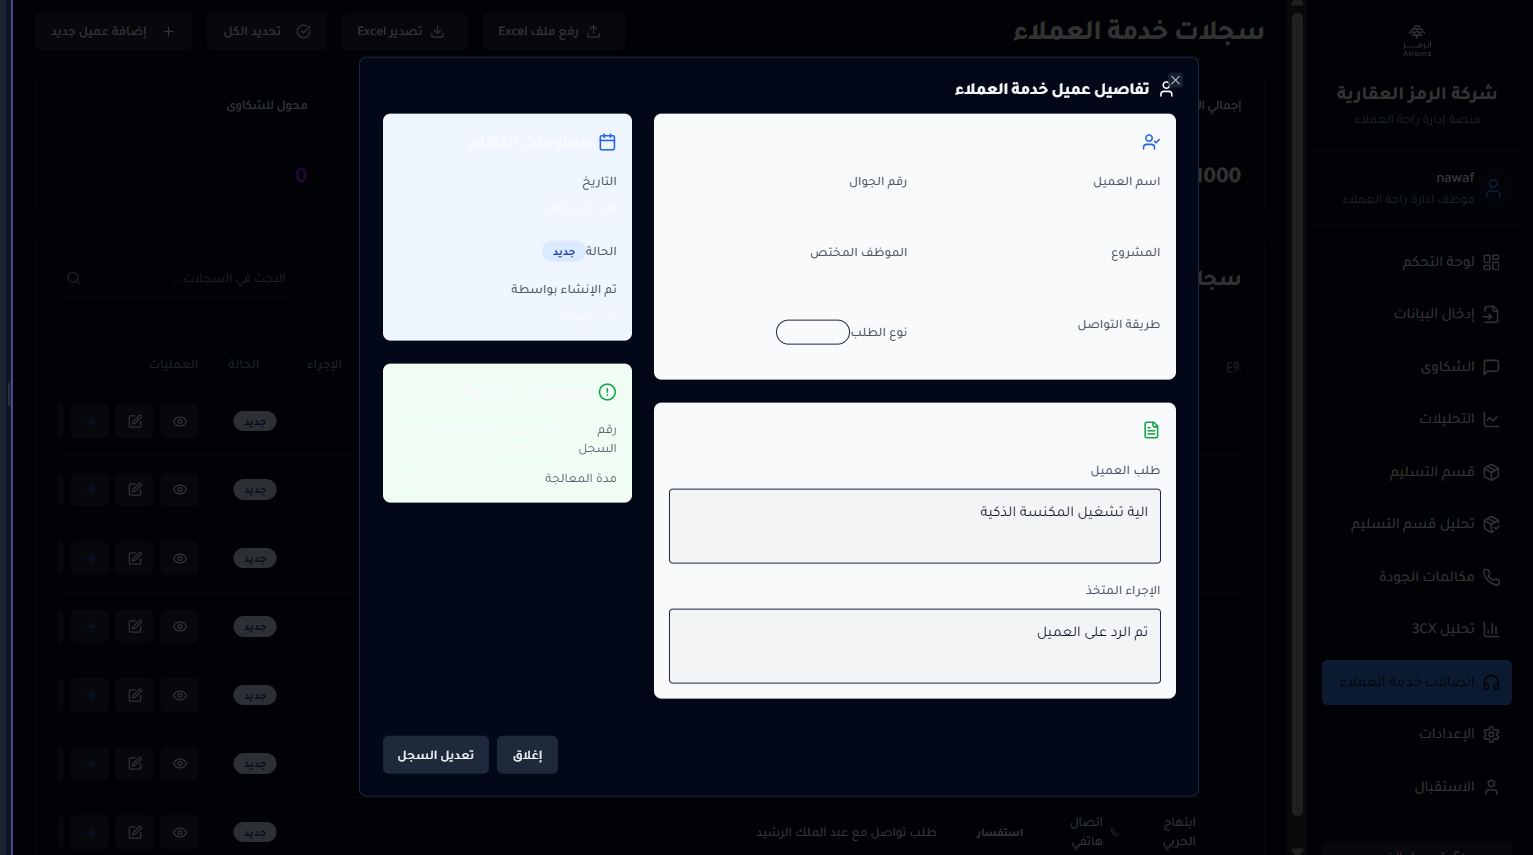 الرمـــز
Alramz
شركة الرمز العقارية
منصة إدارة راحة العملاء
nawaf
موظف ادارة راحة العملاء
لوحة التحكم
إدخال البيانات
الشكاوى
التحليلات
قسم التسليم
تحليل قسم التسليم
مكالمات الجودة
تحليل 3CX
اتصالات خدمة العملاء
الإعدادات
الاستقبال
سجلات خدمة العملاء
رفع ملف Excel
تصدير Excel
تحديد الكل
إضافة عميل جديد
إجمالي
1000
محول للشكاوى
0
سجلا
البحث في السجلات...
الإجراء
الحالة
العمليات
جديد
جديد
جديد
جديد
جديد
جديد
ابتهاج الحربي
اتصال هاتفي
استفسار
طلب تواصل مع عبد الملك الرشيد
جديد
تفاصيل عميل خدمة العملاء
اسم العميل
رقم الجوال
المشروع
الموظف المختص
طريقة التواصل
نوع الطلب
طلب العميل
الية تشغيل المكنسة الذكية
الإجراء المتخذ
تم الرد على العميل
معلومات النظام
التاريخ
الحالة
جديد
تم الإنشاء بواسطة
رقم السجل
مدة المعالجة
إغلاق
تعديل السجل